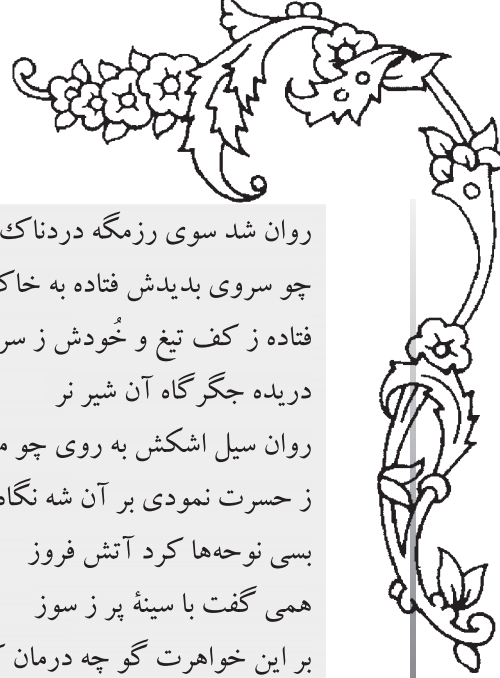 روان شد سوی رزمگه دردناک
چو سروی بدیدش فتاده به خاک
فتاده ز کف تیغ و خُودش ز سر
دریده جگرگاه آن شیر نر
روان سیل اشکش به روی چو
ز حسرت نمودی بر آن شه نگاه
بسی نوحه‌ها کرد آتش فروز
همی گفت با سینهٔ پر ز سوز
بر این خواهرت گو چه درمان